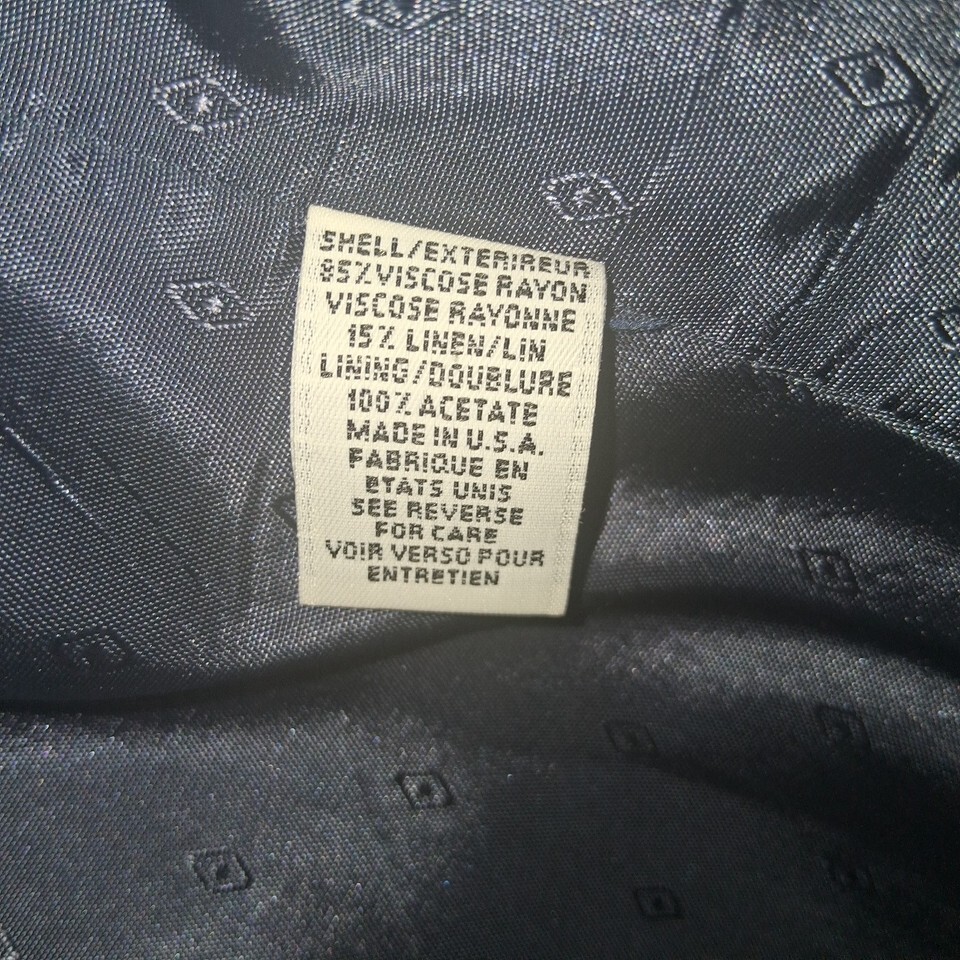 SHELL/EXTERIREUR
85% VISCOSE RAYON
VISCOSE RAYONNE
15% LINEN/LIN
LINING/DOUBLURE
100% ACETATE
MADE IN U.S.A.
FABRIQUE EN
ETATS UNIS
SEE REVERSE
FOR CARE
VOIR VERSO POUR
ENTRETIEN